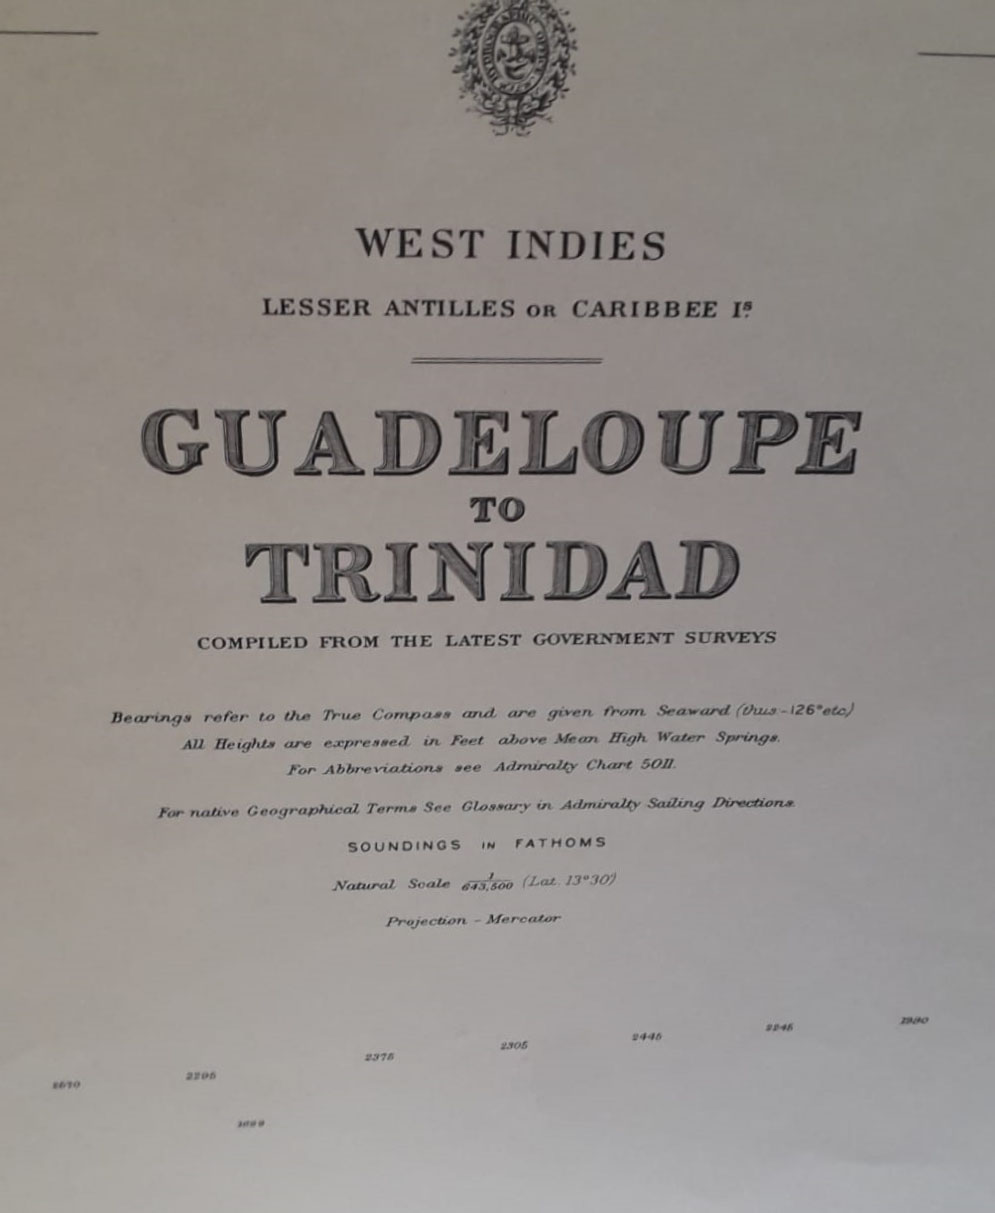 HYDROGRAPHIC OFFICE
WEST INDIES
LESSER ANTILLES OR CARIBBEE Iˢ.
GUADELOUPE
TO
TRINIDAD
COMPILED FROM THE LATEST GOVERNMENT SURVEYS
Bearings refer to the True Compass and are given from Seaward (thus-126° etc)
All Heights are expressed in Feet above Mean High Water Springs.
For Abbreviations see Admiralty Chart 5011.
For native Geographical Terms See Glossary in Admiralty Sailing Directions.
SOUNDINGS IN FATHOMS
Natural Scale 1/643,500 (Lat. 13°30')
Projection - Mercator
2245
2445
2305
2375
2295